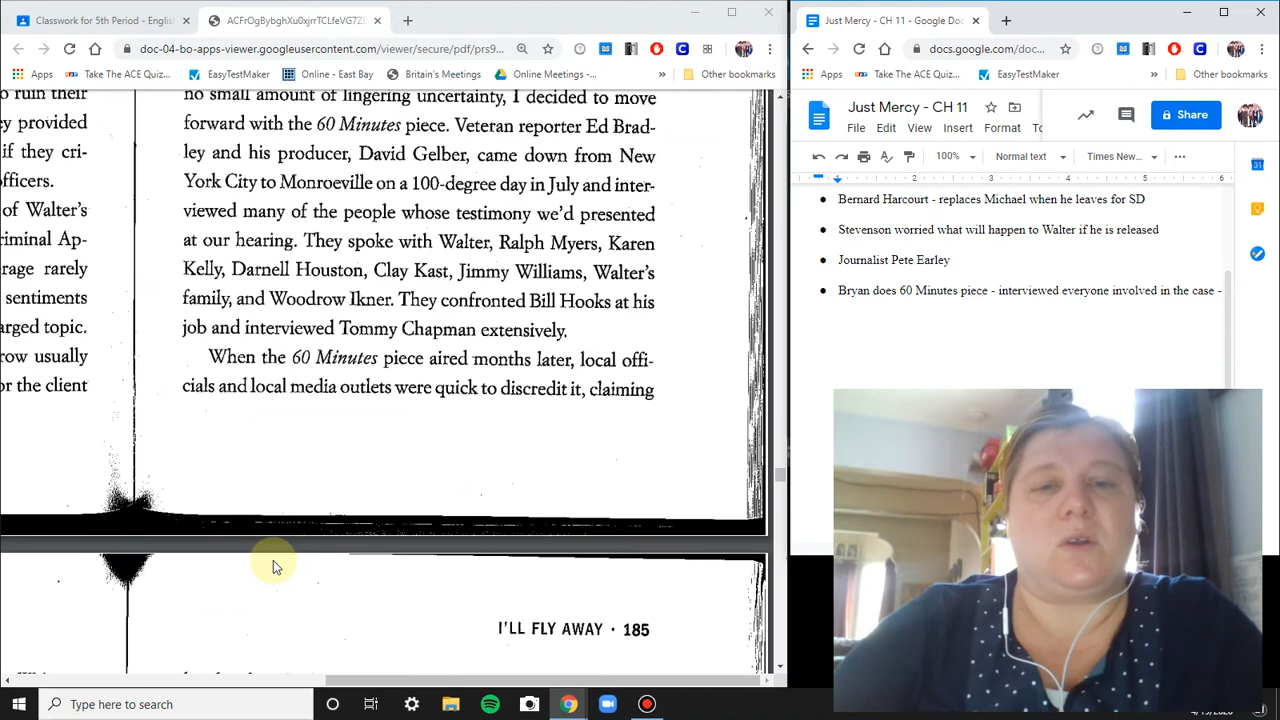 Classwork for 5th Period - English
ACFrOgBybghXu0xjrrTCLfeVG7Z
Just Mercy - CH 11 - Google Doc
doc-04-bo-apps-viewer.googleusercontent.com/viewer/secure/pdf/prs9...
docs.google.com/doc...
Apps
Take The ACE Quiz...
EasyTestMaker
Online - East Bay
Britain's Meetings
Online Meetings -...
»
Other bookmarks
Apps
Take The ACE Quiz...
EasyTestMaker
»
Other bookmarks
Just Mercy - CH 11
File
Edit
View
Insert
Format
Share
100%
Normal text
Times New...
2
3
4
5
6
Bernard Harcourt - replaces Michael when he leaves for SD
Stevenson worried what will happen to Walter if he is released
Journalist Pete Earley
Bryan does 60 Minutes piece - interviewed everyone involved in the case -
o ruin their
y provided
if they cri-
fficers.
of Walter's
riminal Ap-
rage rarely
sentiments
arged topic.
row usually
or the client
no small amount of lingering uncertainty, I decided to move
forward with the 60 Minutes piece. Veteran reporter Ed Brad-
ley and his producer, David Gelber, came down from New
York City to Monroeville on a 100-degree day in July and inter-
viewed many of the people whose testimony we'd presented
at our hearing. They spoke with Walter, Ralph Myers, Karen
Kelly, Darnell Houston, Clay Kast, Jimmy Williams, Walter's
family, and Woodrow Ikner. They confronted Bill Hooks at his
job and interviewed Tommy Chapman extensively.
When the 60 Minutes piece aired months later, local offi-
cials and local media outlets were quick to discredit it, claiming
I'LL FLY AWAY · 185
Type here to search